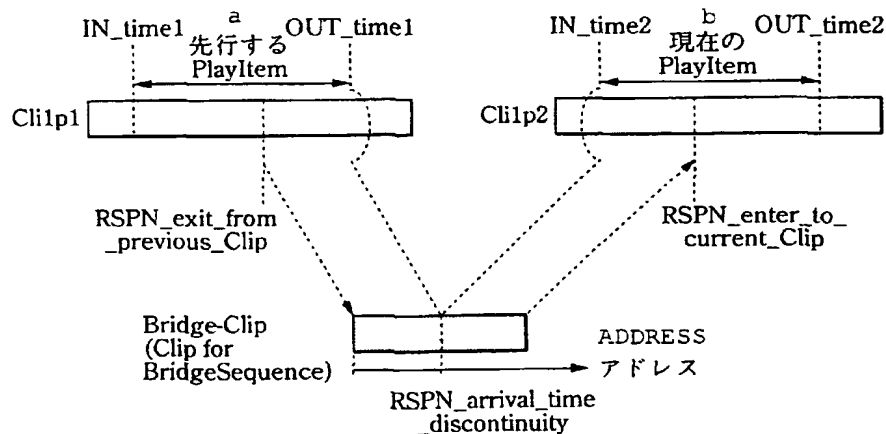 IN_time1
a
先行する
PlayItem
OUT_time1
IN_time2
b
現在の
PlayItem
OUT_time2
Cli1p1
Cli1p2
RSPN_exit_from
_previous_Clip
RSPN_enter_to_
current_Clip
Bridge-Clip
(Clip for
BridgeSequence)
ADDRESS
アドレス
RSPN_arrival_time
_discontinuity